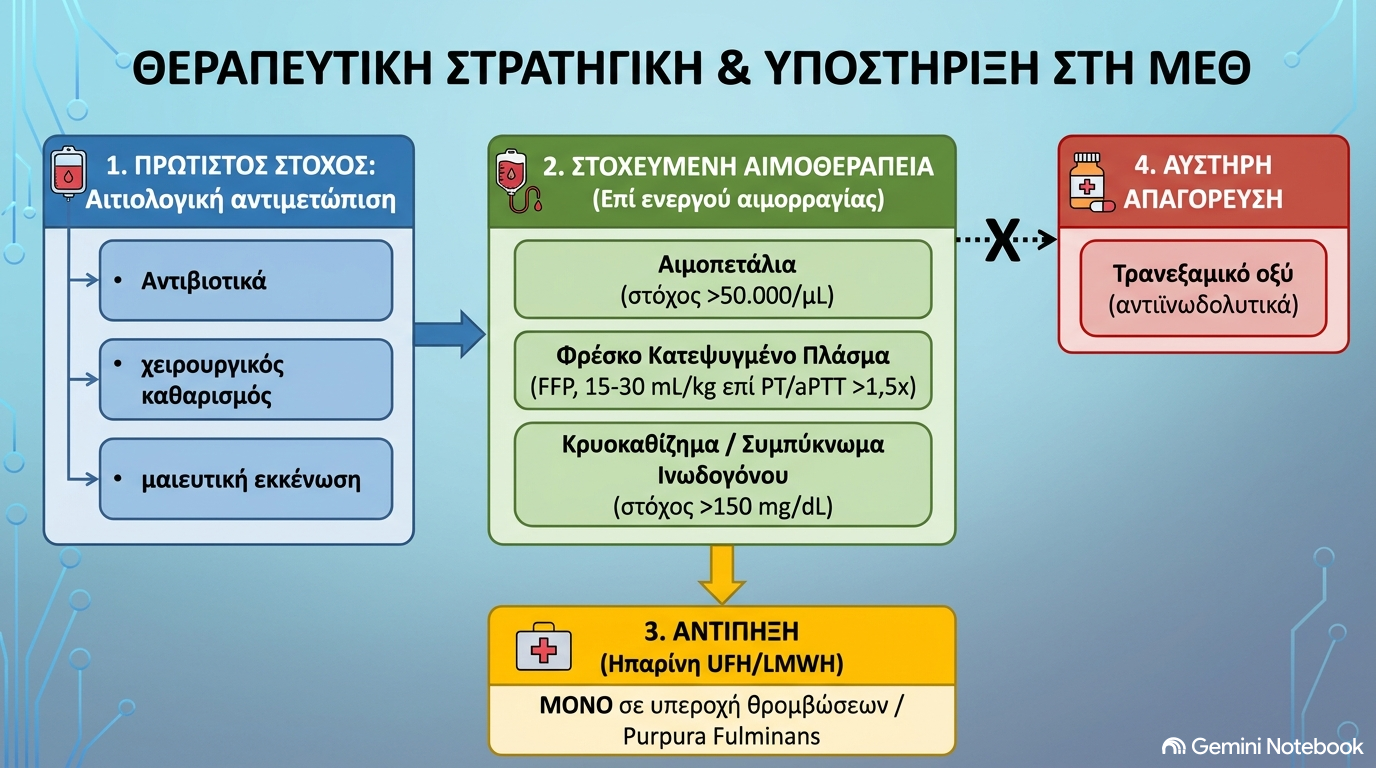 ΘΕΡΑΠΕΥΤΙΚΗ ΣΤΡΑΤΗΓΙΚΗ & ΥΠΟΣΤΗΡΙΞΗ ΣΤΗ ΜΕΘ
1. ΠΡΩΤΙΣΤΟΣ ΣΤΟΧΟΣ:
Αιτιολογική αντιμετώπιση
• Αντιβιοτικά
• χειρουργικός
καθαρισμός
• μαιευτική εκκένωση
2. ΣΤΟΧΕΥΜΕΝΗ ΑΙΜΟΘΕΡΑΠΕΙΑ
(Επί ενεργού αιμορραγίας)
Αιμοπετάλια
(στόχος >50.000/μL)
Φρέσκο Κατεψυγμένο Πλάσμα
(FFP, 15-30 mL/kg επί PT/aPTT >1,5x)
Κρυοκαθίζημα / Συμπύκνωμα
Ινωδογόνου
(στόχος >150 mg/dL)
X
4. ΑΥΣΤΗΡΗ
ΑΠΑΓΟΡΕΥΣΗ
Τρανεξαμικό οξύ
(αντιϊνωδολυτικά)
3. ΑΝΤΙΠΗΞΗ
(Ηπαρίνη UFH/LMWH)
ΜΟΝΟ σε υπεροχή θρομβώσεων /
Purpura Fulminans
Gemini Notebook